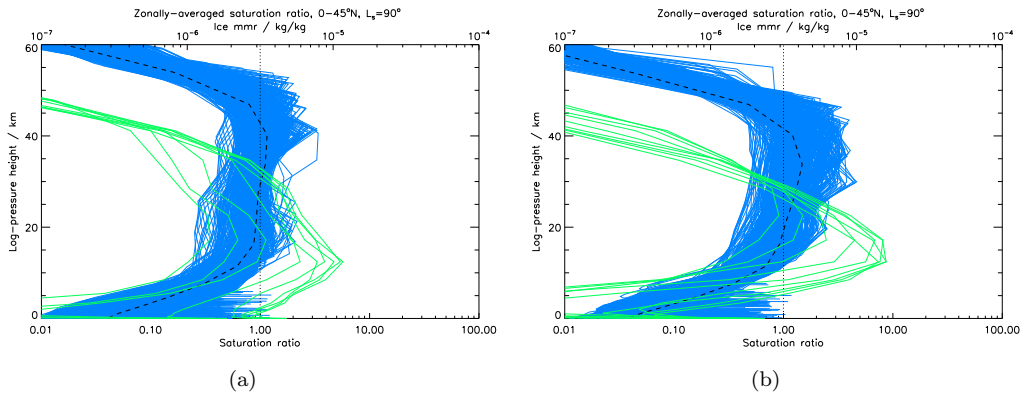 Zonally-averaged saturation ratio, 0-45°N, Ls=90°
Ice mmr / kg/kg
10-7 10-6 10-5 10-4
60
40
20
0
Log-pressure height / km
0.01 0.10 1.00 10.00 100.00
Saturation ratio
(a)
Zonally-averaged saturation ratio, 0-45°N, Ls=90°
Ice mmr / kg/kg
10-7 10-6 10-5 10-4
60
40
20
0
Log-pressure height / km
0.01 0.10 1.00 10.00 100.00
Saturation ratio
(b)